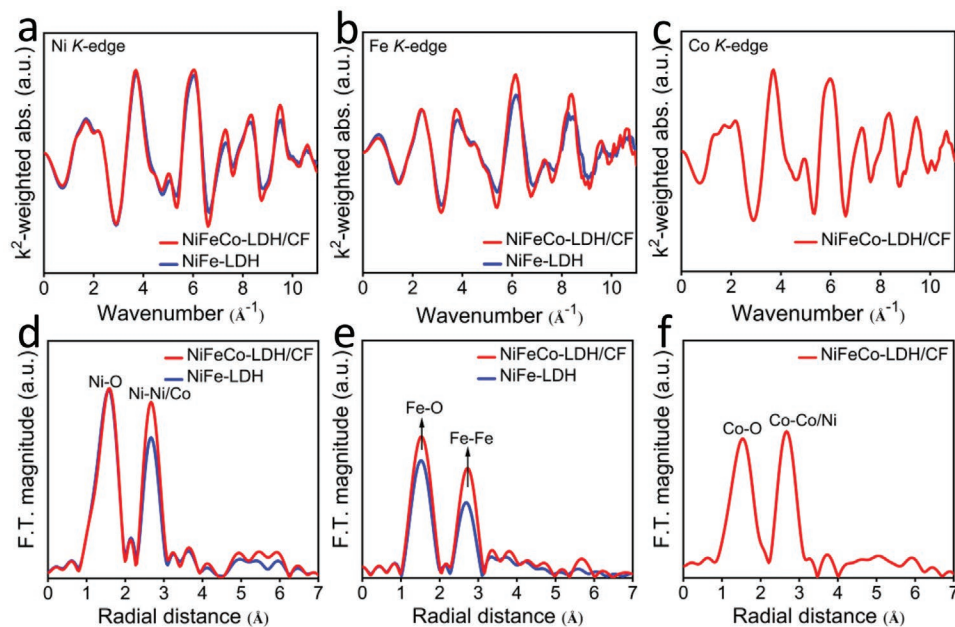 a
Ni K-edge
k²-weighted abs. (a.u.)
NiFeCo-LDH/CF
NiFe-LDH
0 2 4 6 8 10
Wavenumber (Å⁻¹)
b
Fe K-edge
k²-weighted abs. (a.u.)
NiFeCo-LDH/CF
NiFe-LDH
0 2 4 6 8 10
Wavenumber (Å⁻¹)
c
Co K-edge
k²-weighted abs. (a.u.)
NiFeCo-LDH/CF
0 2 4 6 8 10
Wavenumber (Å⁻¹)
d
NiFeCo-LDH/CF
NiFe-LDH
Ni-O
Ni-Ni/Co
F.T. magnitude (a.u.)
0 1 2 3 4 5 6 7
Radial distance (Å)
e
NiFeCo-LDH/CF
NiFe-LDH
Fe-O
Fe-Fe
F.T. magnitude (a.u.)
0 1 2 3 4 5 6 7
Radial distance (Å)
f
NiFeCo-LDH/CF
Co-O
Co-Co/Ni
F.T. magnitude (a.u.)
0 1 2 3 4 5 6 7
Radial distance (Å)